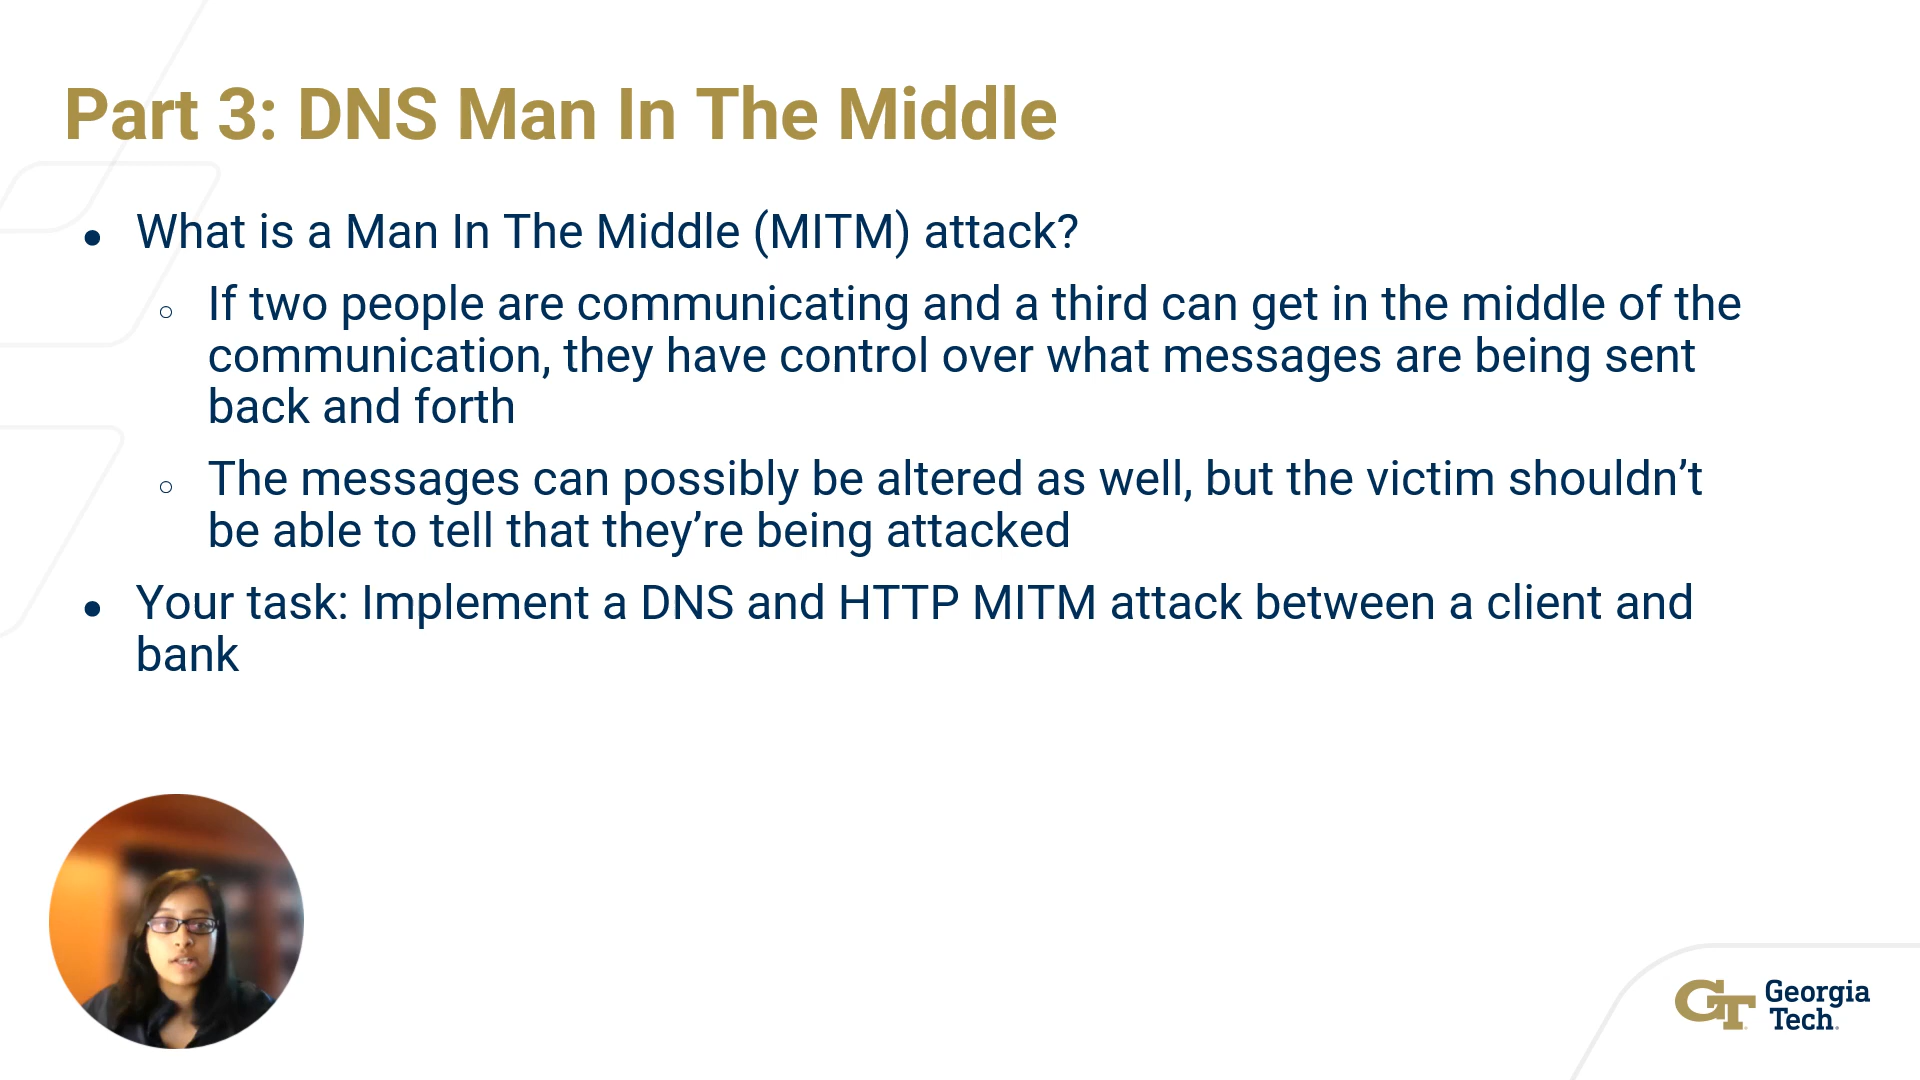 Part 3: DNS Man In The Middle
● What is a Man In The Middle (MITM) attack?
○ If two people are communicating and a third can get in the middle of the
communication, they have control over what messages are being sent
back and forth
○ The messages can possibly be altered as well, but the victim shouldn’t
be able to tell that they’re being attacked
● Your task: Implement a DNS and HTTP MITM attack between a client and
bank
GT Georgia
Tech.